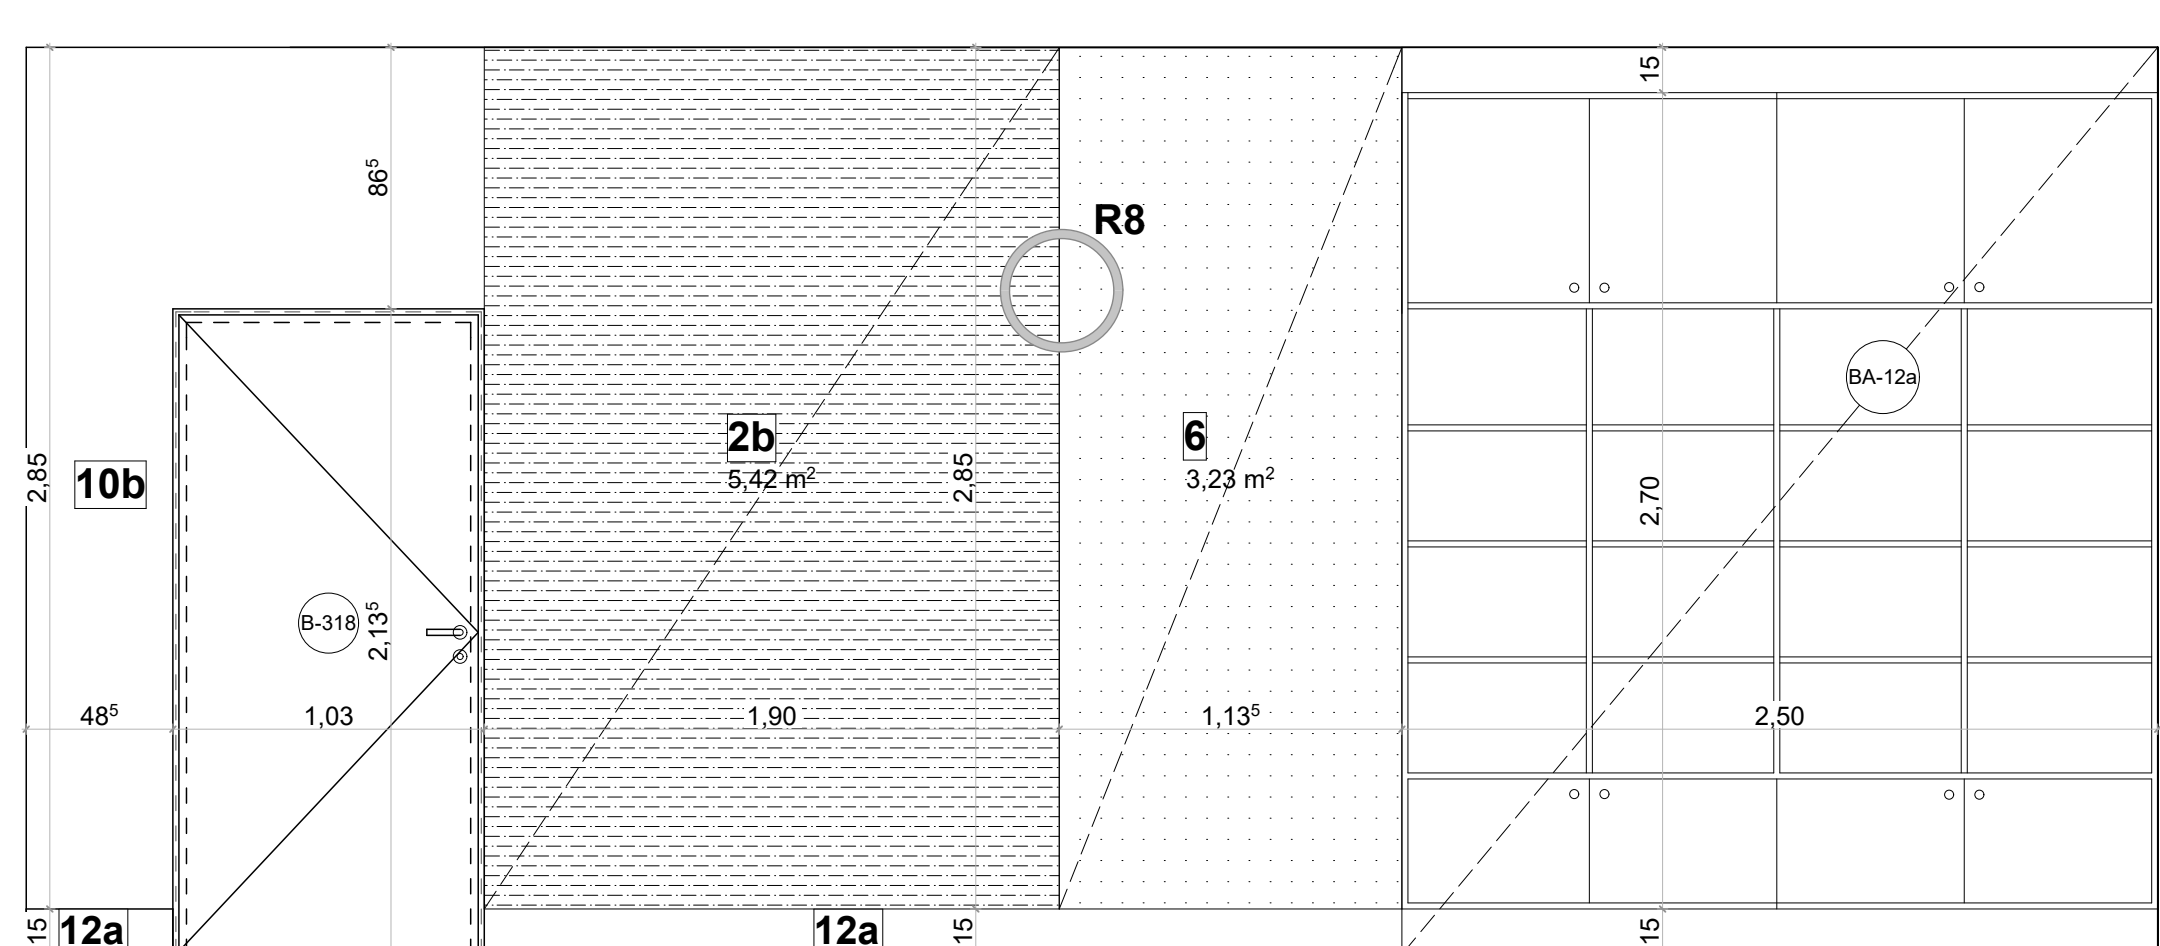 15
86⁵
R8
BA-12a
2b
6
2,85
10b
2,85
5,42 m²
3,23 m²
2,70
B-318
2,13⁵
48⁵
1,03
1,90
1,13⁵
2,50
15
12a
12a
15
15